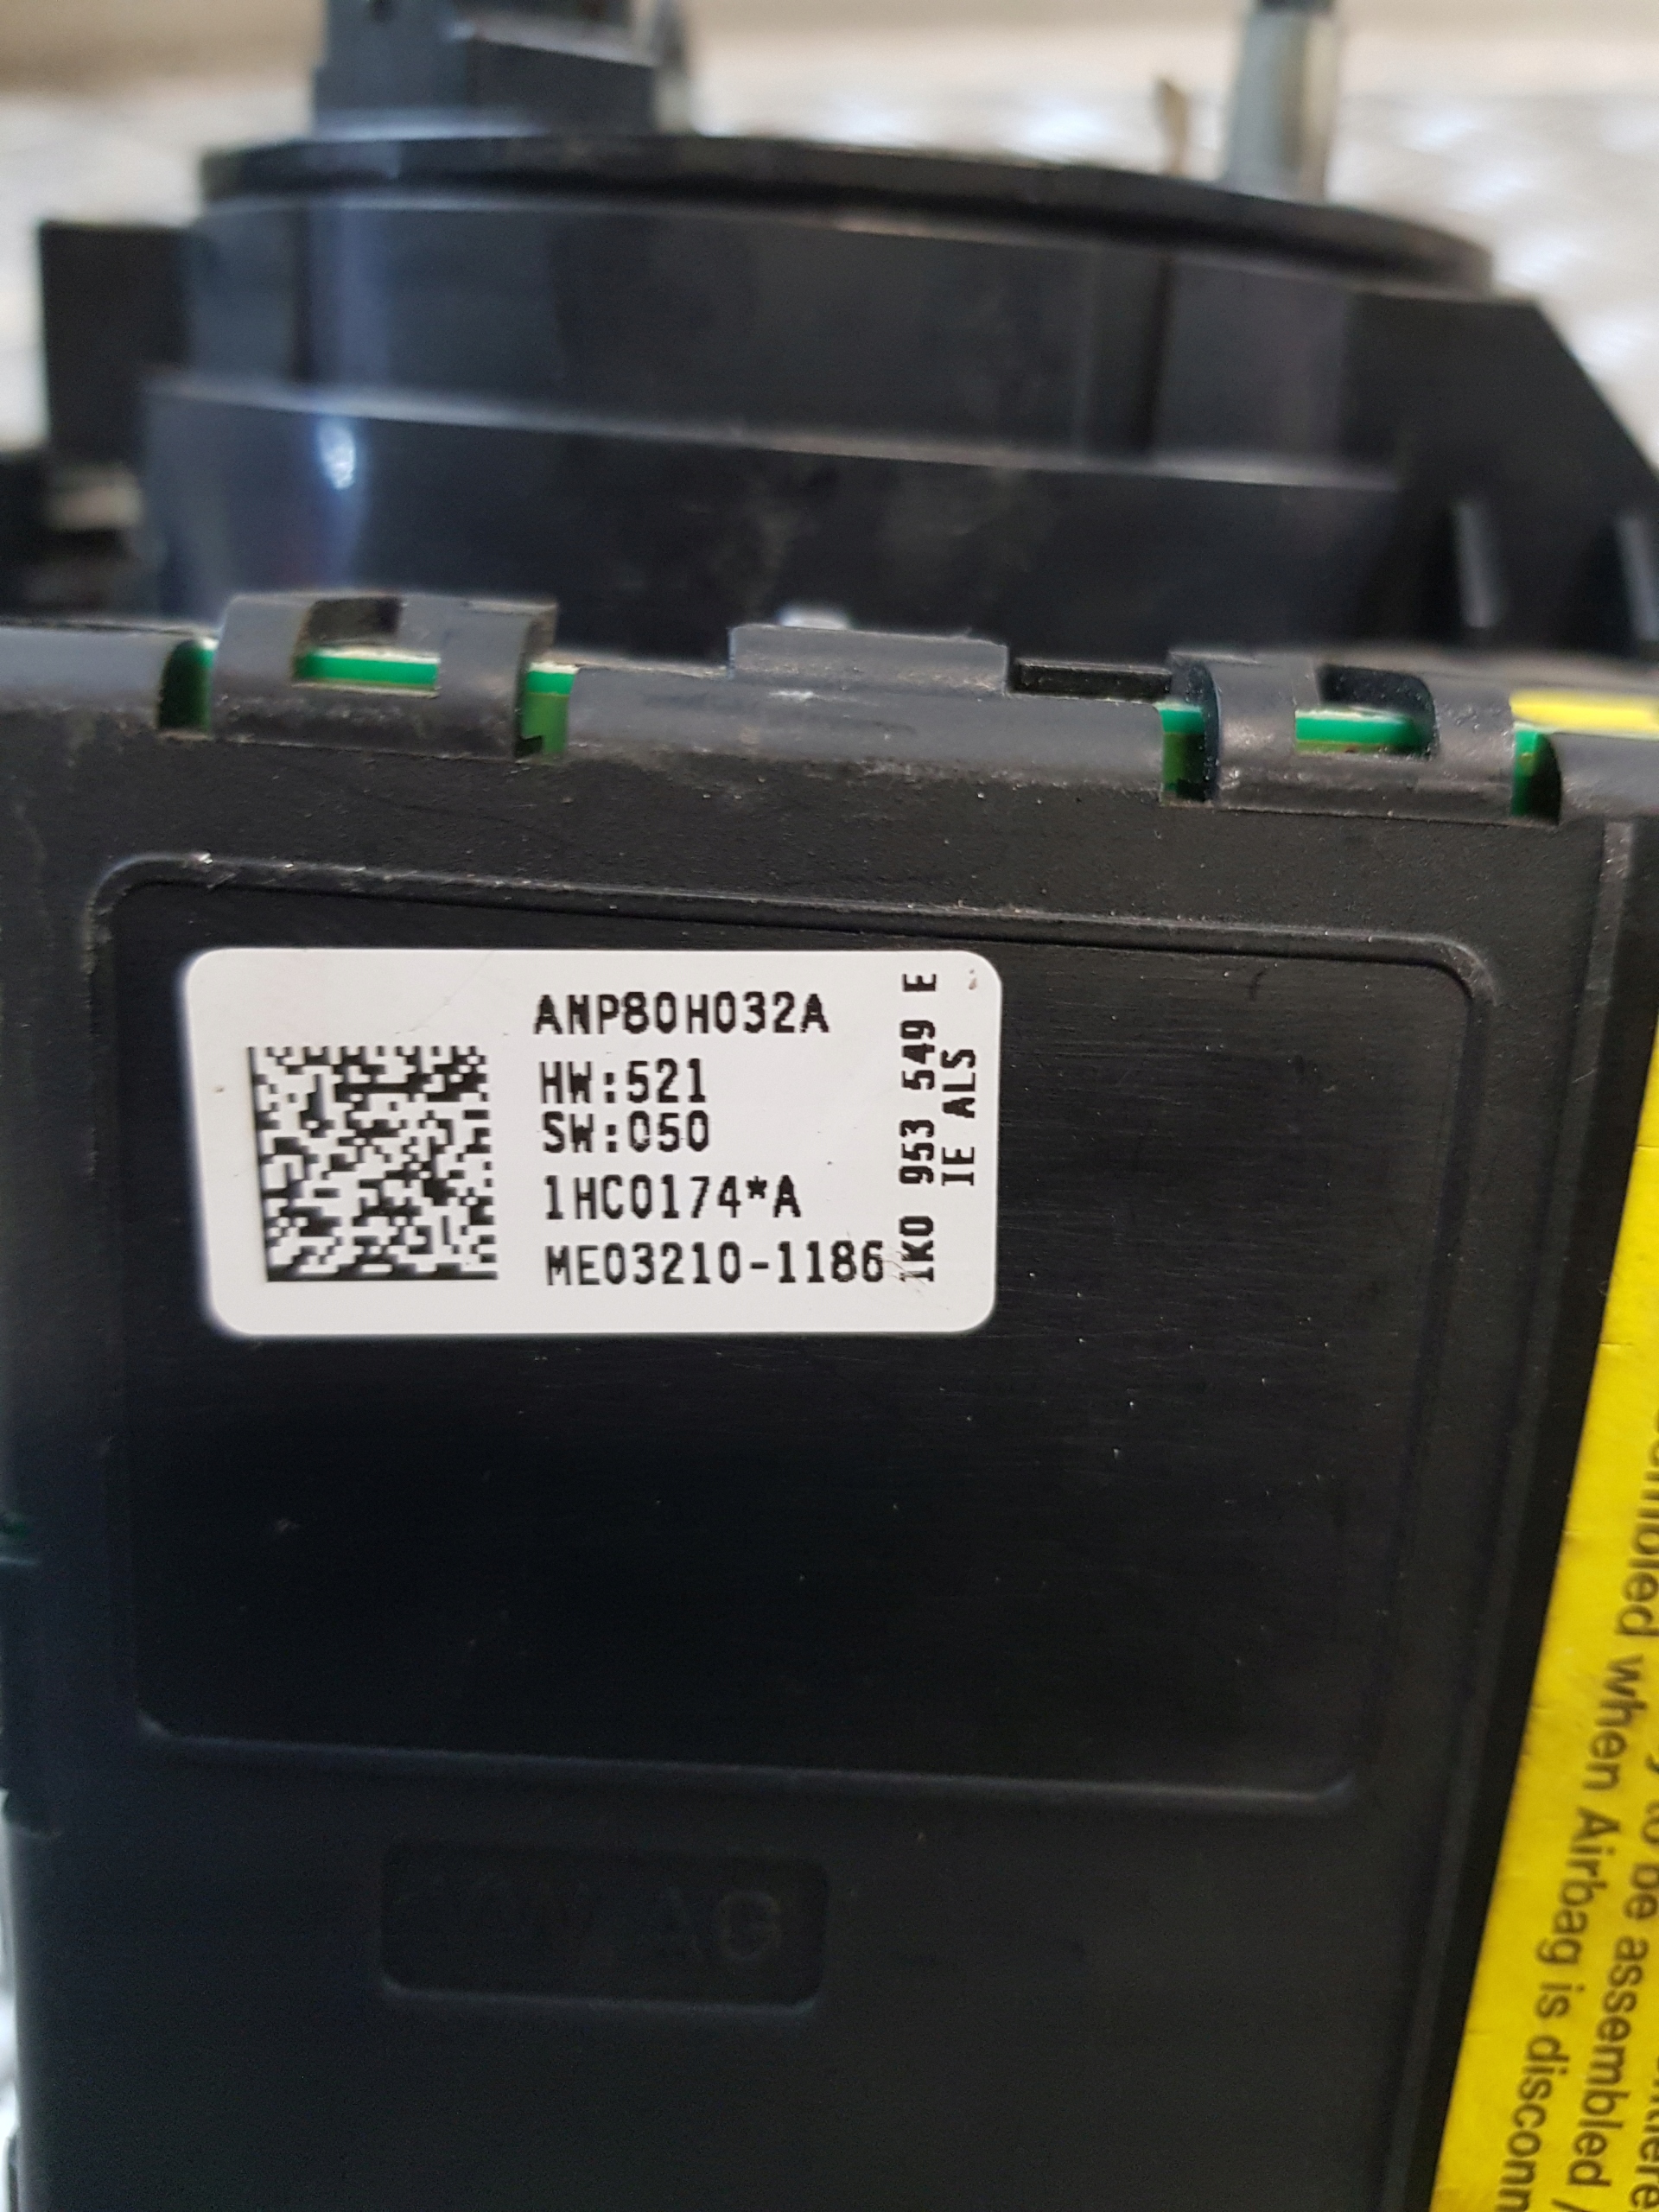 ANP80H032A
HW:521
SW:050
1HC0174*A
ME03210-1186
1K0 953 549 E
IE ALS
to be assembled /
when Airbag is disconn